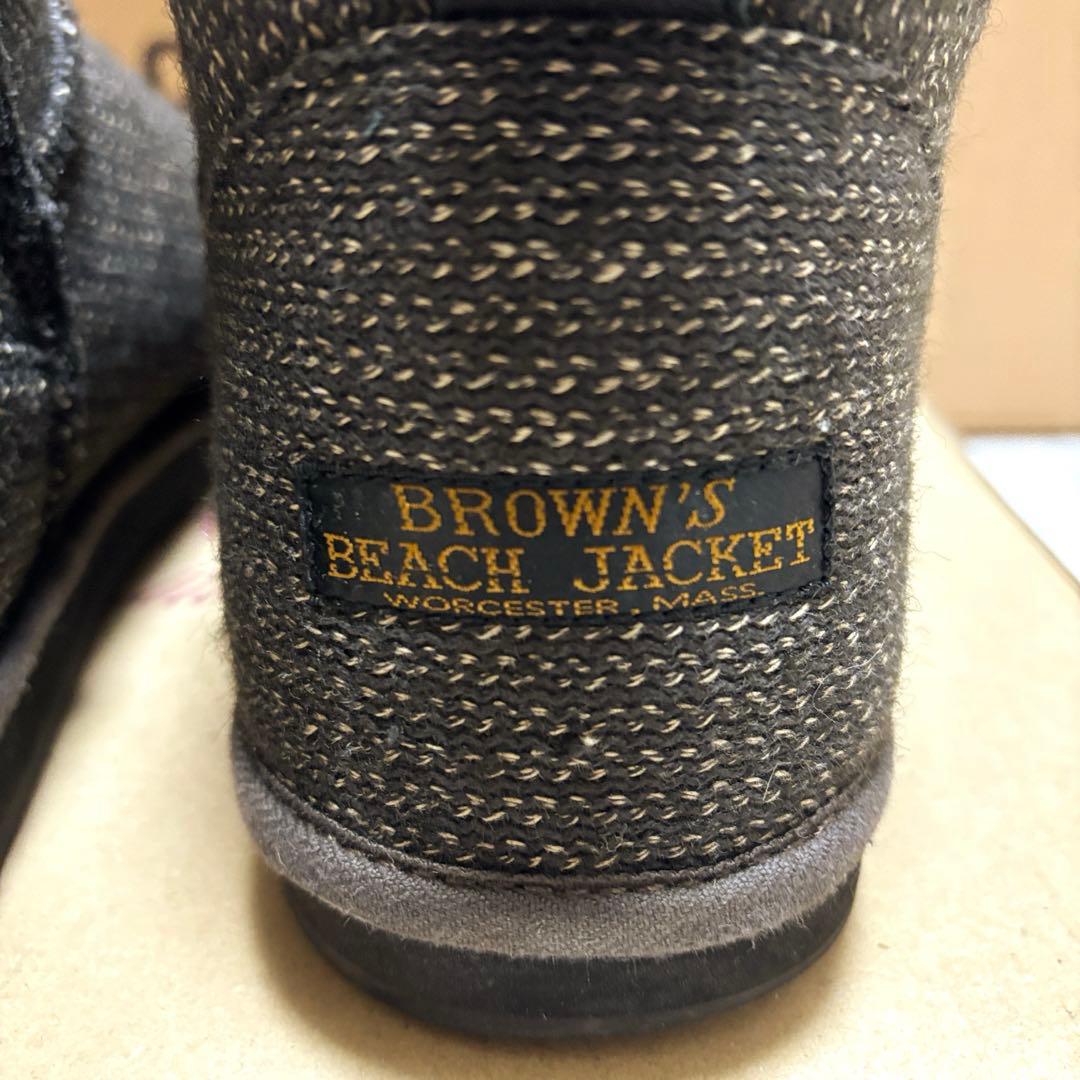 BROWN'S
BEACH JACKET
WORCESTER, MASS.